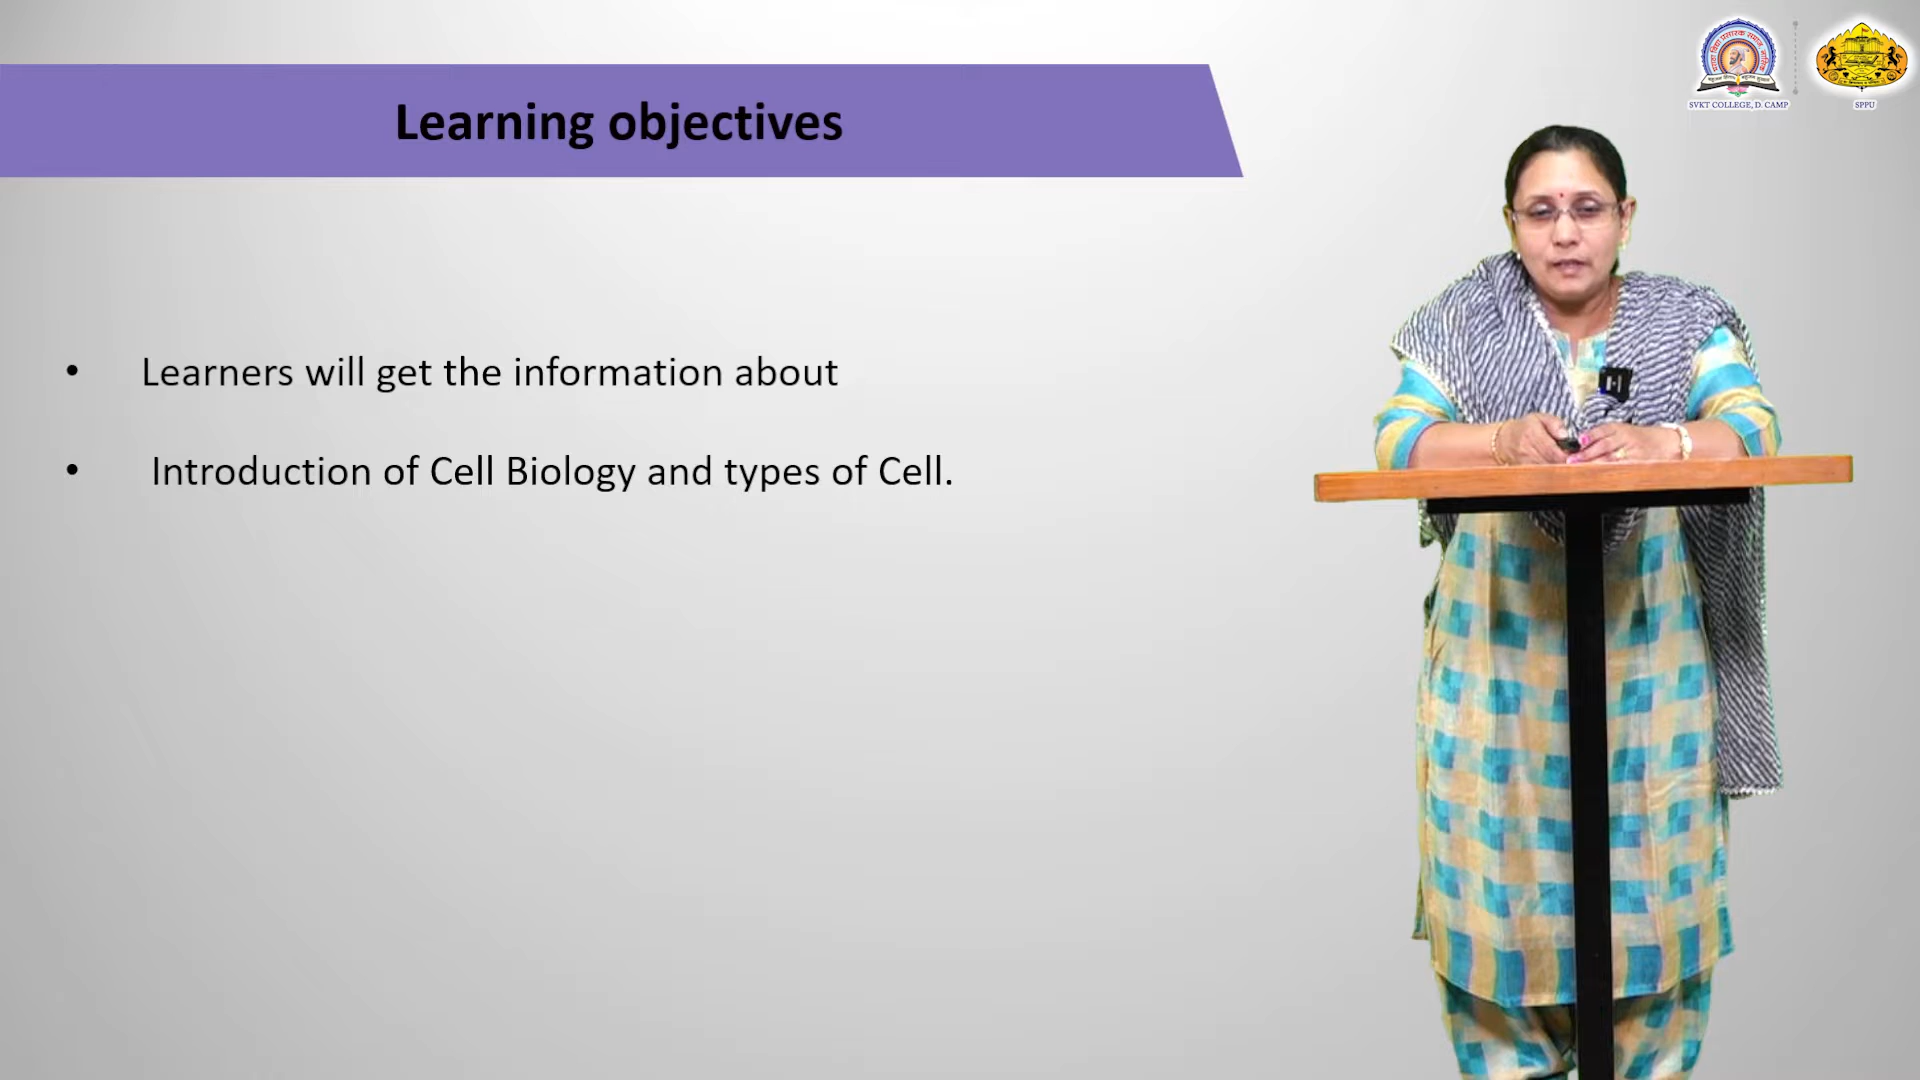 Learning objectives
SVKT COLLEGE, D. CAMP
SPPU
• Learners will get the information about
• Introduction of Cell Biology and types of Cell.